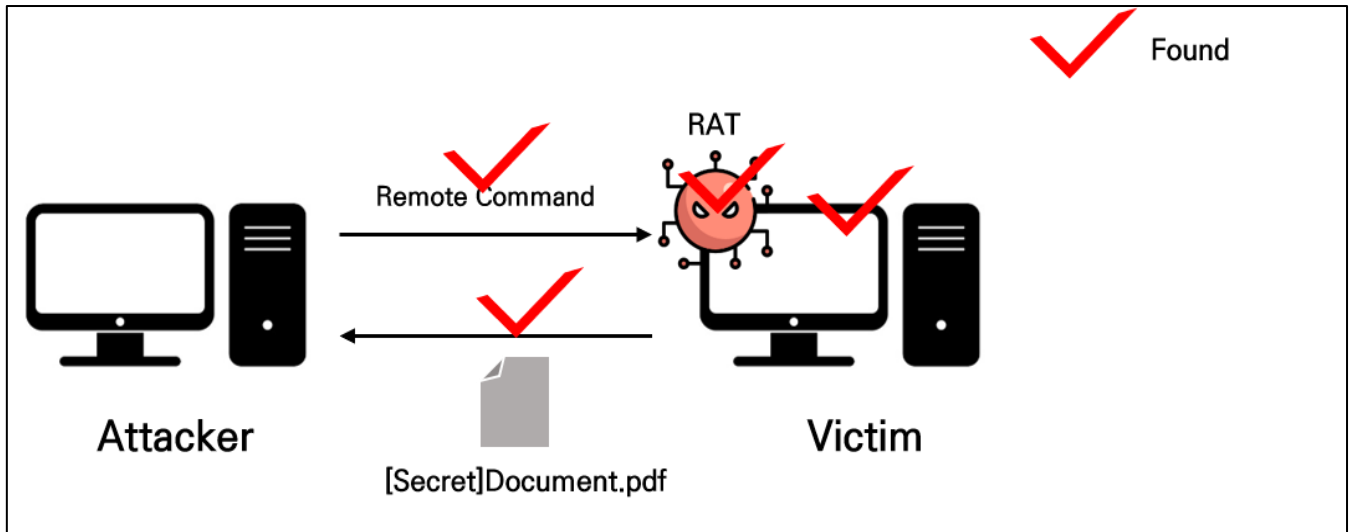 Found
RAT
Remote Command
[Secret]Document.pdf
Attacker
Victim